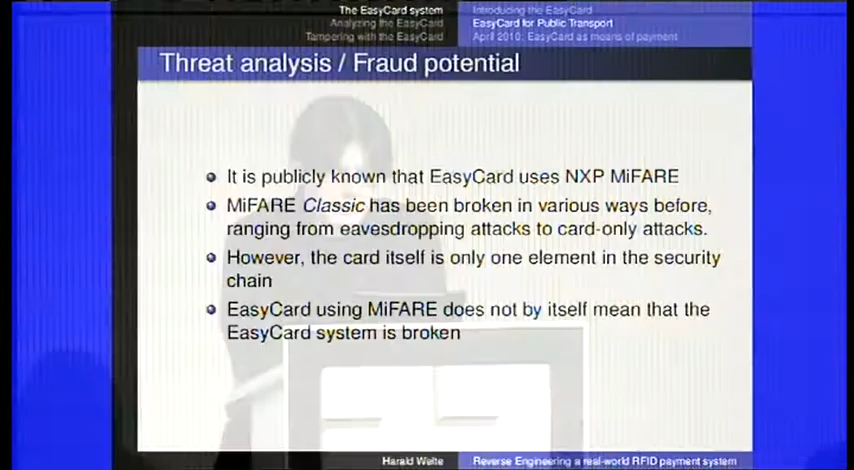 The EasyCard system
Analyzing the EasyCard
Tampering with the EasyCard
Introducing the EasyCard
EasyCard for Public Transport
April 2010: EasyCard as means of payment
Threat analysis / Fraud potential
It is publicly known that EasyCard uses NXP MiFARE
MiFARE Classic has been broken in various ways before,
ranging from eavesdropping attacks to card-only attacks.
However, the card itself is only one element in the security
chain
EasyCard using MiFARE does not by itself mean that the
EasyCard system is broken
Harald Welte
Reverse Engineering a real-world RFID payment system